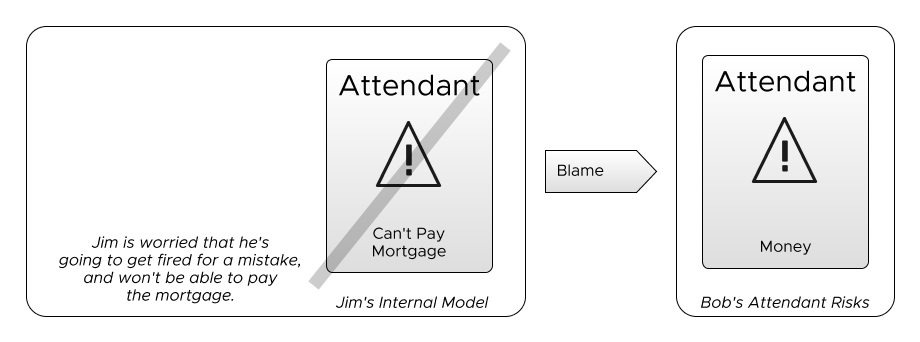 Attendant
Can't Pay
Mortgage
Jim is worried that he's
going to get fired for a mistake,
and won't be able to pay
the mortgage.
Jim's Internal Model
Blame
Attendant
Money
Bob's Attendant Risks